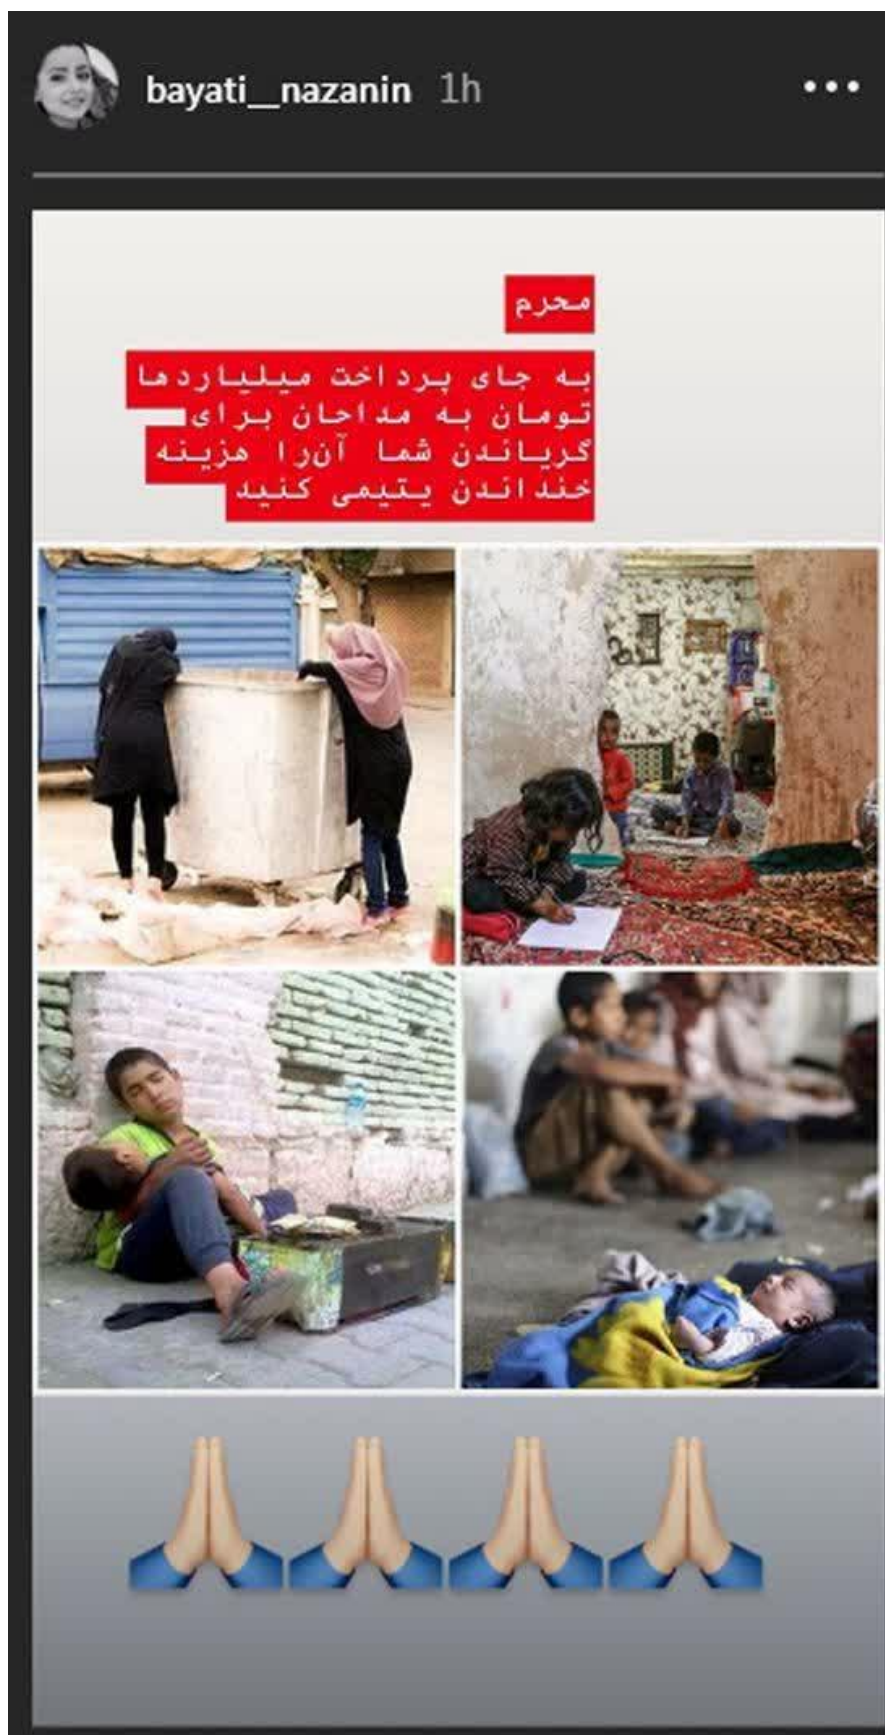 bayati__nazanin 1h
محرم
به جای پرداخت میلیاردها
تومان به مداحان برای
گریاندن شما آنرا هزینه
خنداندن یتیمی کنید